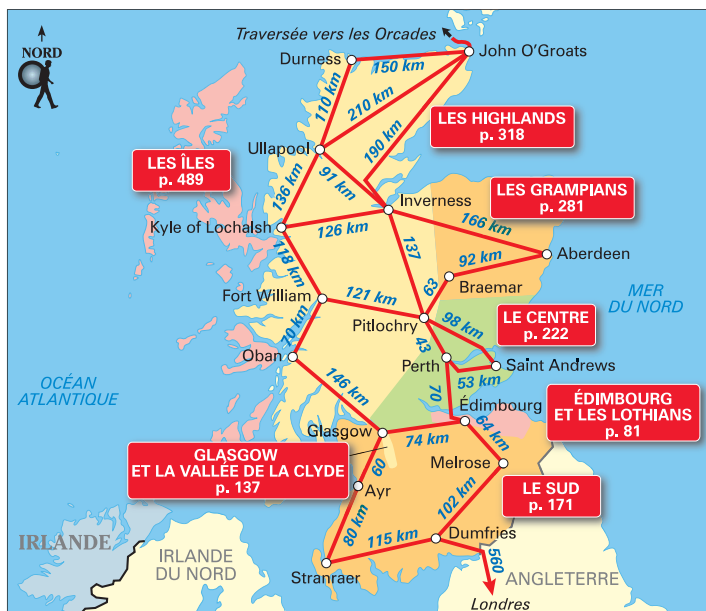 NORD
Traversée vers les Orcades
Durness
John O'Groats
150 km
110 km
210 km
190 km
LES HIGHLANDS
p. 318
Ullapool
LES ÎLES
p. 489
136 km
91 km
LES GRAMPIANS
p. 281
Inverness
166 km
Kyle of Lochalsh
126 km
Aberdeen
118 km
137
92 km
63
Braemar
Fort William
121 km
MER
DU NORD
Pitlochry
98 km
LE CENTRE
p. 222
70 km
43
Oban
Perth
Saint Andrews
53 km
OCÉAN
ATLANTIQUE
146 km
70
Édimbourg
ÉDIMBOURG
ET LES LOTHIANS
p. 81
64 km
Glasgow
74 km
GLASGOW
ET LA VALLÉE DE LA CLYDE
p. 137
60
Melrose
LE SUD
p. 171
Ayr
102 km
80 km
115 km
Dumfries
IRLANDE
IRLANDE
DU NORD
Stranraer
560
ANGLETERRE
Londres